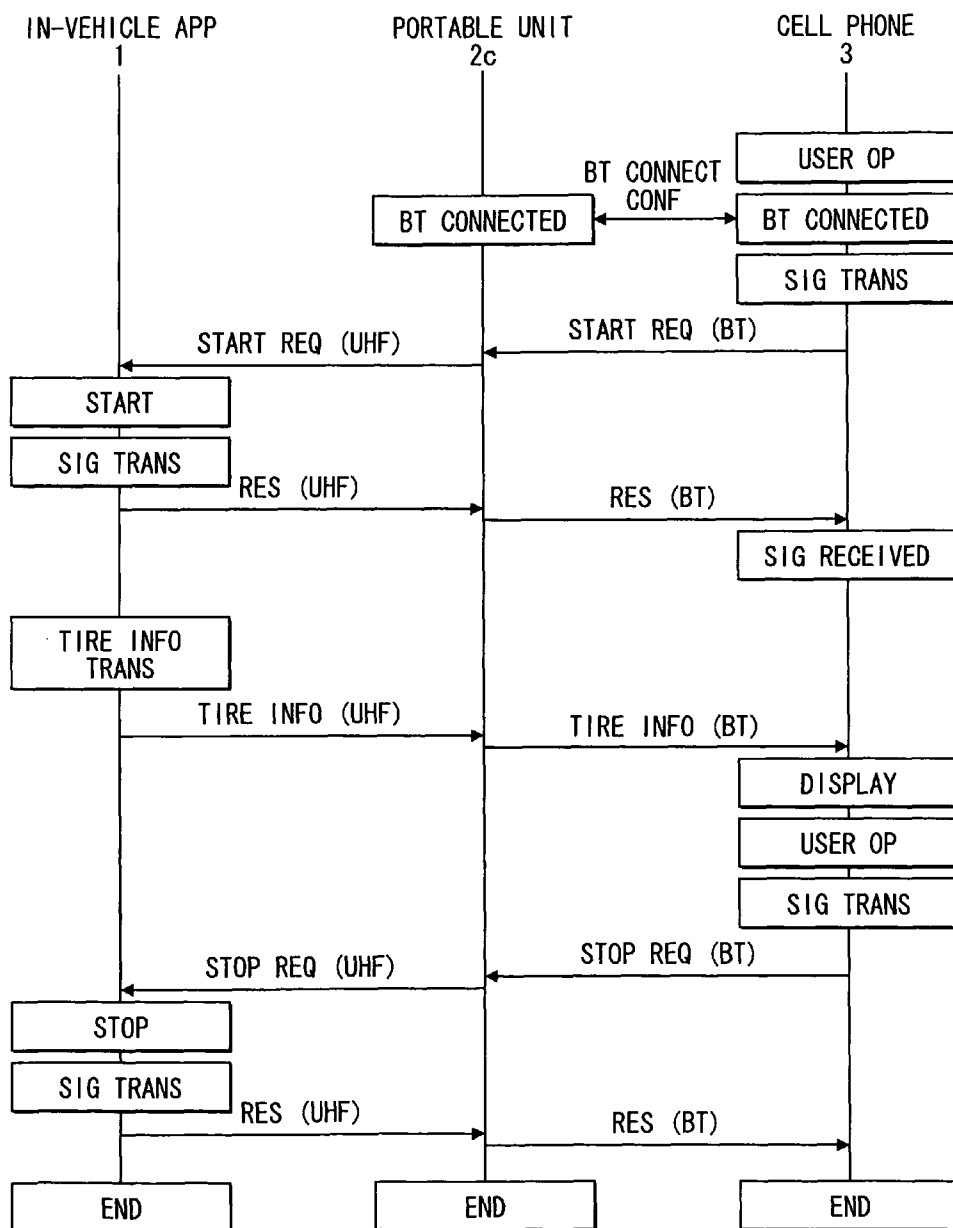 IN-VEHICLE APP
1
PORTABLE UNIT
2c
CELL PHONE
3
USER OP
BT CONNECT
CONF
BT CONNECTED
BT CONNECTED
SIG TRANS
START REQ (BT)
START REQ (UHF)
START
SIG TRANS
RES (UHF)
RES (BT)
SIG RECEIVED
TIRE INFO
TRANS
TIRE INFO (UHF)
TIRE INFO (BT)
DISPLAY
USER OP
SIG TRANS
STOP REQ (BT)
STOP REQ (UHF)
STOP
SIG TRANS
RES (UHF)
RES (BT)
END
END
END